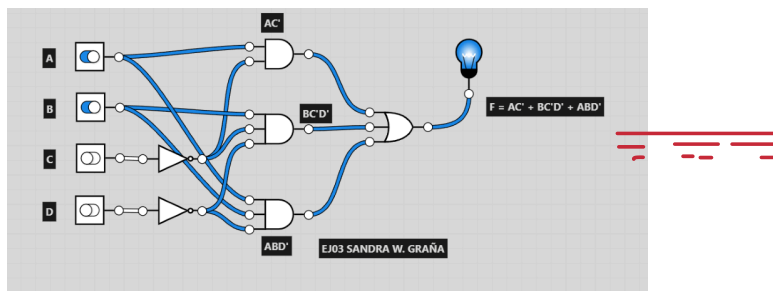 AC'
A
B
BC'D'
F = AC' + BC'D' + ABD'
C
D
ABD'
EJ03 SANDRA W. GRAÑA